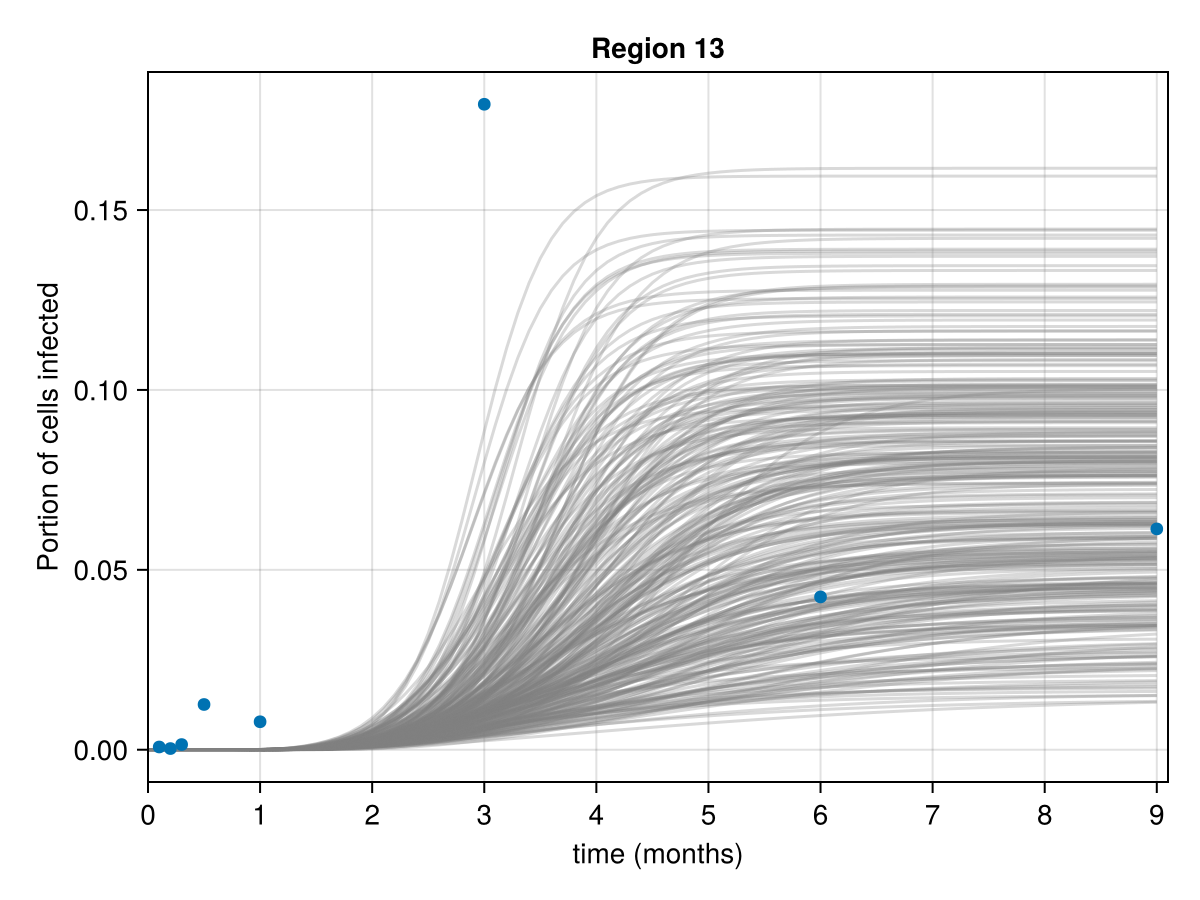 Region 13
Portion of cells infected
0.15
0.10
0.05
0.00
0 1 2 3 4 5 6 7 8 9
time (months)